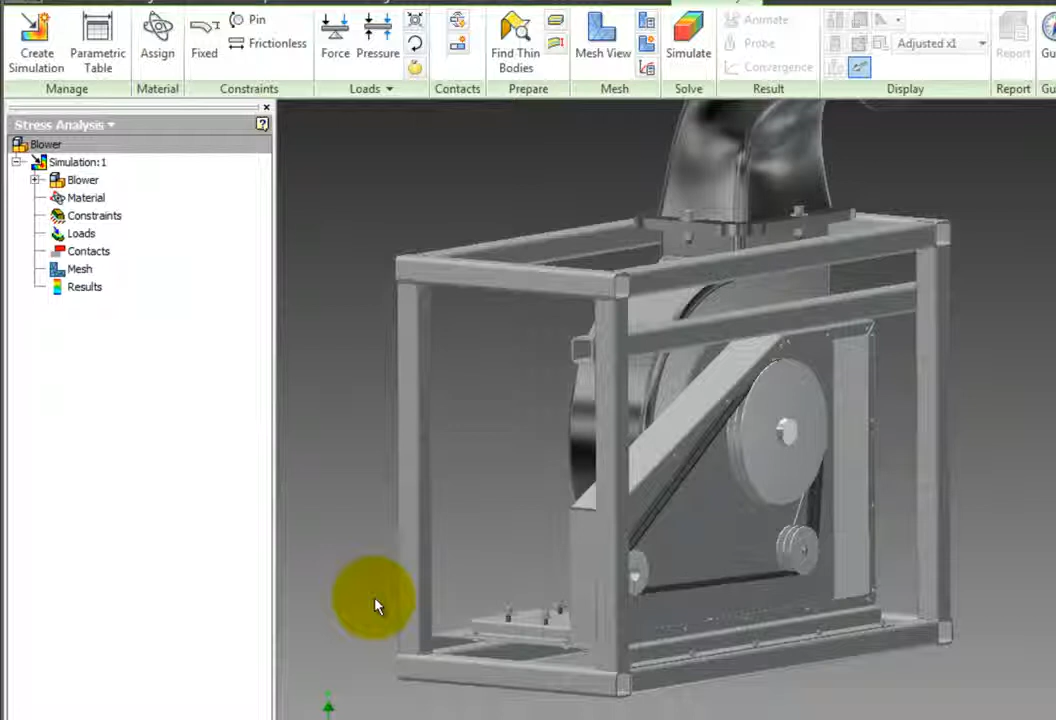 Create Simulation
Parametric Table
Manage
Assign
Material
Fixed
Pin
Frictionless
Constraints
Force
Pressure
Loads
Contacts
Find Thin Bodies
Prepare
Mesh View
Mesh
Simulate
Solve
Animate
Probe
Convergence
Result
Adjusted x1
Display
Report
Report
Gu
Gu
Stress Analysis
Blower
Simulation:1
Blower
Material
Constraints
Loads
Contacts
Mesh
Results